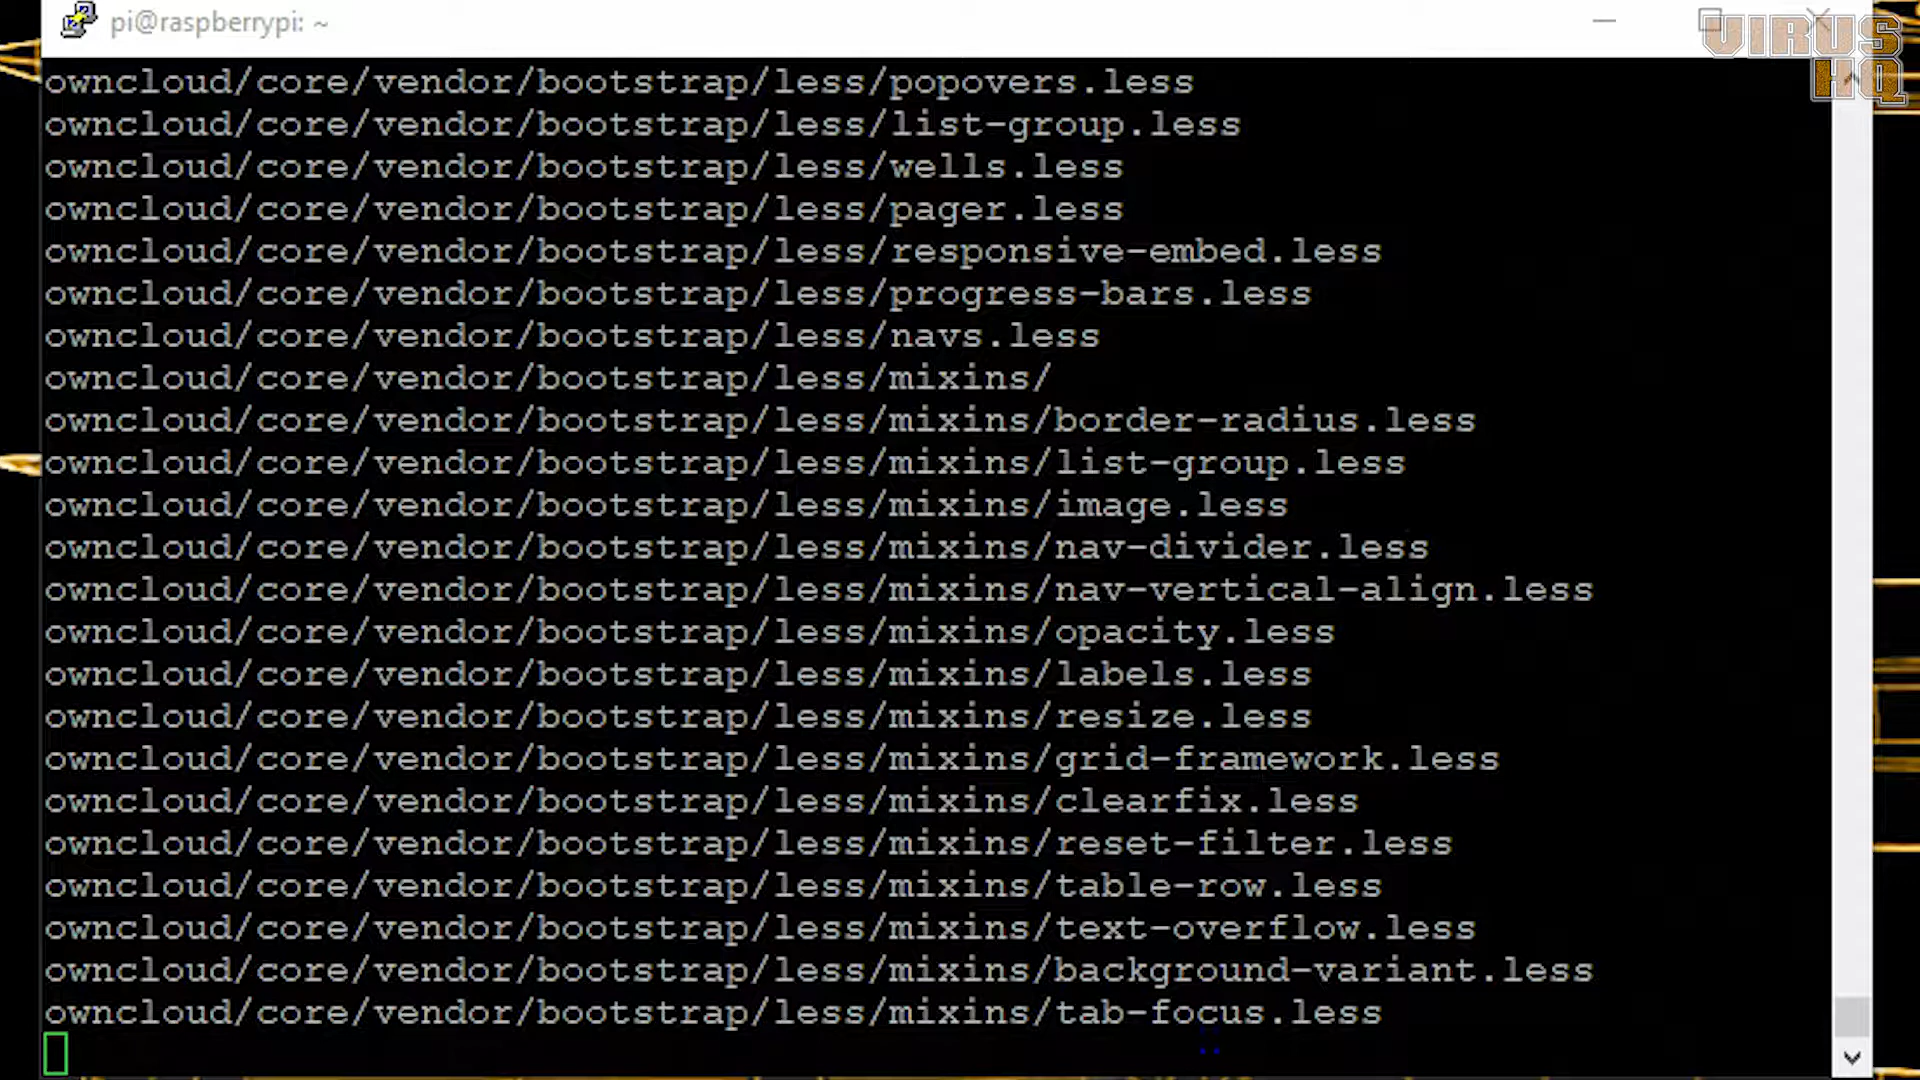 pi@raspberrypi: ~
VIRUS
HQ
owncloud/core/vendor/bootstrap/less/popovers.less
owncloud/core/vendor/bootstrap/less/list-group.less
owncloud/core/vendor/bootstrap/less/wells.less
owncloud/core/vendor/bootstrap/less/pager.less
owncloud/core/vendor/bootstrap/less/responsive-embed.less
owncloud/core/vendor/bootstrap/less/progress-bars.less
owncloud/core/vendor/bootstrap/less/navs.less
owncloud/core/vendor/bootstrap/less/mixins/
owncloud/core/vendor/bootstrap/less/mixins/border-radius.less
owncloud/core/vendor/bootstrap/less/mixins/list-group.less
owncloud/core/vendor/bootstrap/less/mixins/image.less
owncloud/core/vendor/bootstrap/less/mixins/nav-divider.less
owncloud/core/vendor/bootstrap/less/mixins/nav-vertical-align.less
owncloud/core/vendor/bootstrap/less/mixins/opacity.less
owncloud/core/vendor/bootstrap/less/mixins/labels.less
owncloud/core/vendor/bootstrap/less/mixins/resize.less
owncloud/core/vendor/bootstrap/less/mixins/grid-framework.less
owncloud/core/vendor/bootstrap/less/mixins/clearfix.less
owncloud/core/vendor/bootstrap/less/mixins/reset-filter.less
owncloud/core/vendor/bootstrap/less/mixins/table-row.less
owncloud/core/vendor/bootstrap/less/mixins/text-overflow.less
owncloud/core/vendor/bootstrap/less/mixins/background-variant.less
owncloud/core/vendor/bootstrap/less/mixins/tab-focus.less